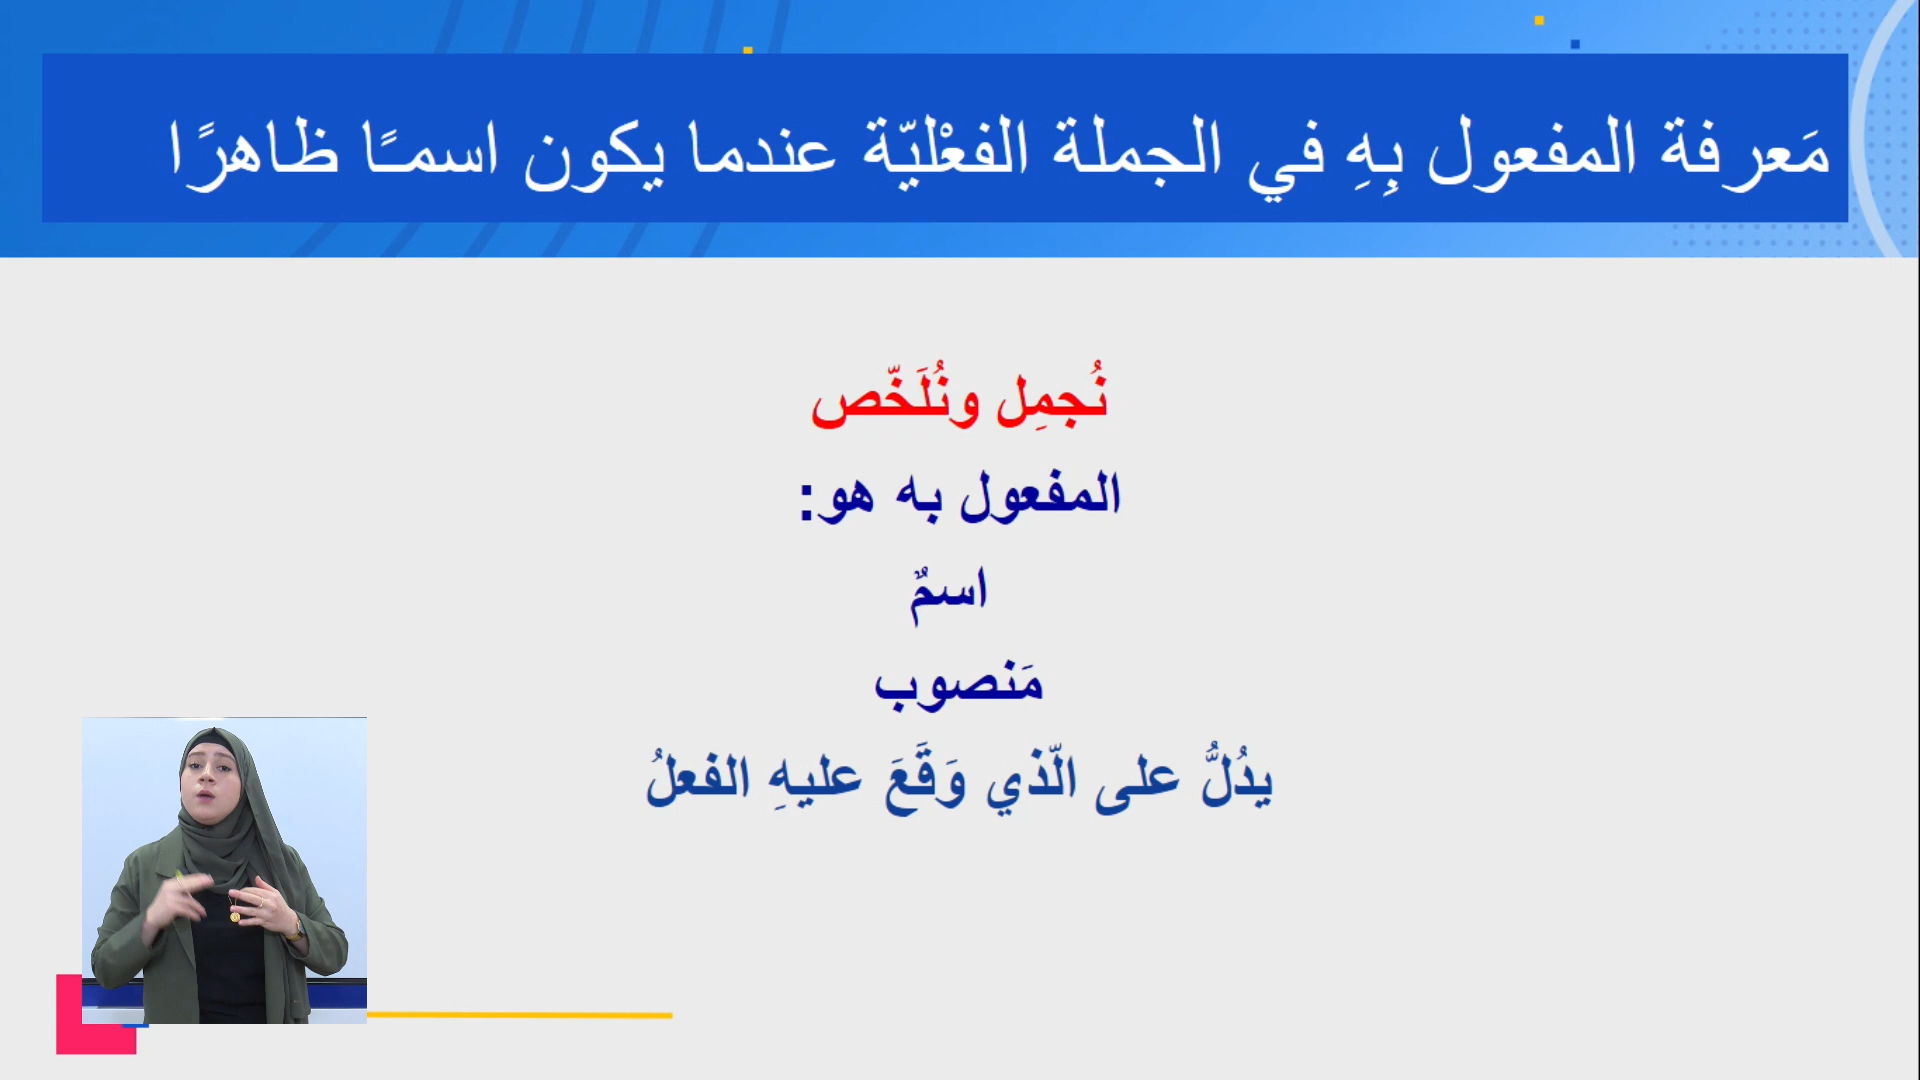 مَعرفة المفعول بِهِ في الجملة الفعْليّة عندما يكون اسمـًا ظاهرًا
نُجمِل ونُلَخّص
المفعول به هو:
اسمٌ
مَنصوب
يدُلُّ على الّذي وَقَعَ عليهِ الفعلُ